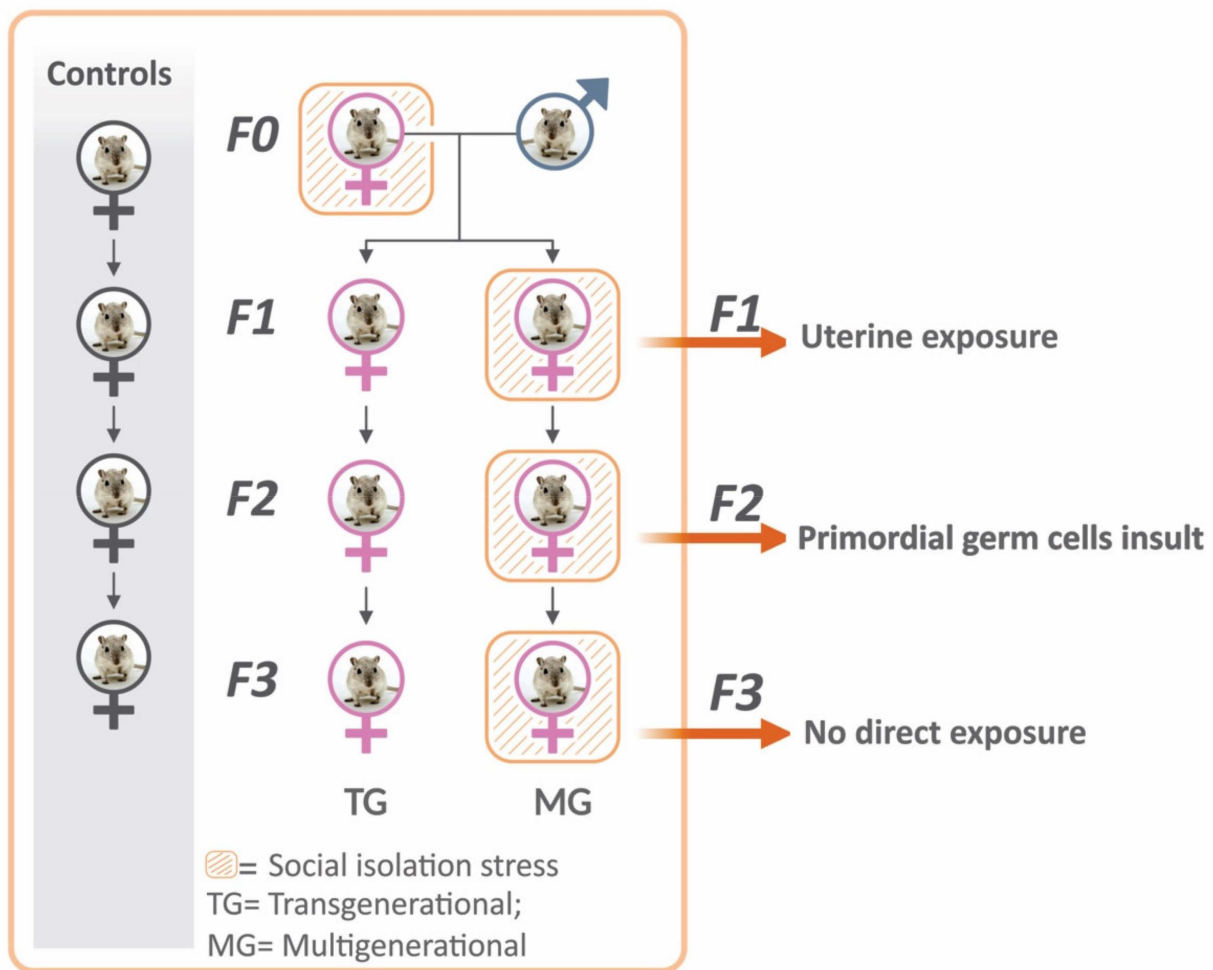 Controls
F0
F1
F1
Uterine exposure
F2
F2
Primordial germ cells insult
F3
F3
No direct exposure
TG
MG
= Social isolation stress
TG= Transgenerational;
MG= Multigenerational